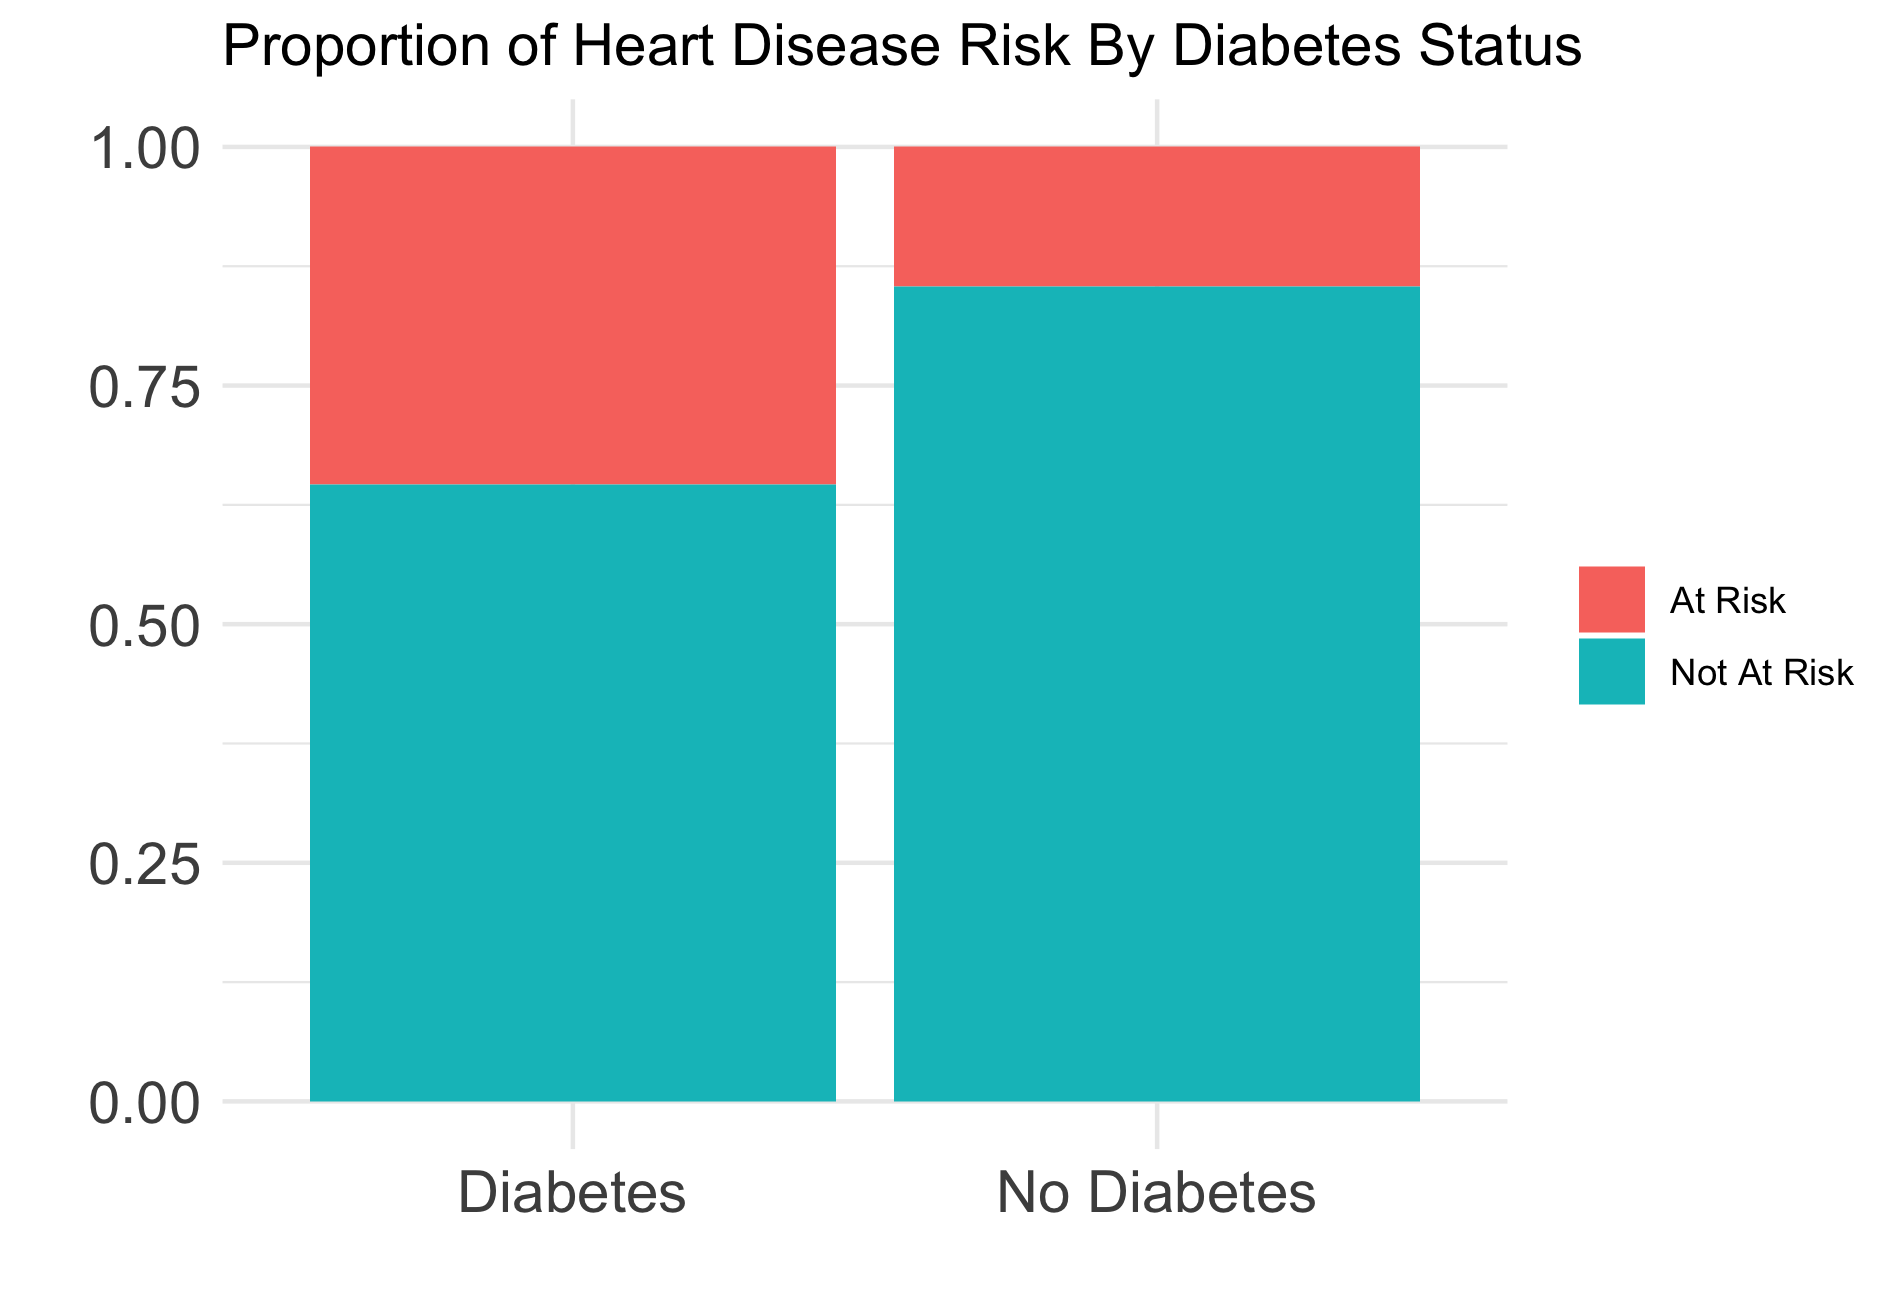 Proportion of Heart Disease Risk By Diabetes Status
1.00
0.75
0.50
0.25
0.00
Diabetes
No Diabetes
At Risk
Not At Risk